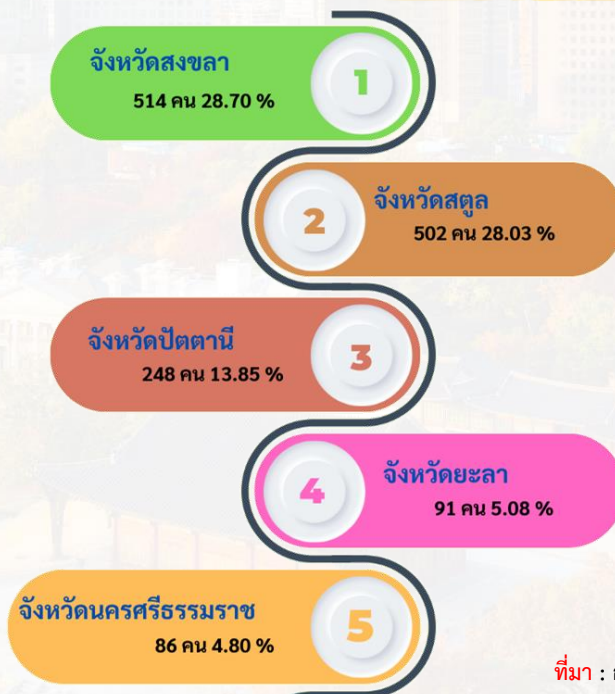 จังหวัดสงขลา
514 คน 28.70 %
1
2
จังหวัดสตูล
502 คน 28.03 %
จังหวัดปัตตานี
248 คน 13.85 %
3
4
จังหวัดยะลา
91 คน 5.08 %
จังหวัดนครศรีธรรมราช
86 คน 4.80 %
5
ที่มา :